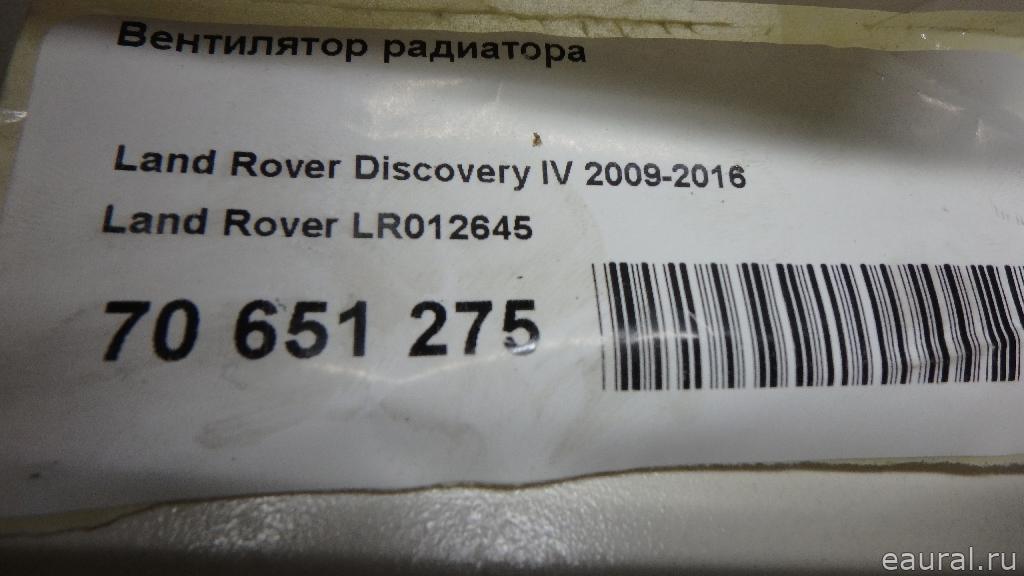 Вентилятор радиатора
Land Rover Discovery IV 2009-2016
Land Rover LR012645
70 651 275
eaural.ru